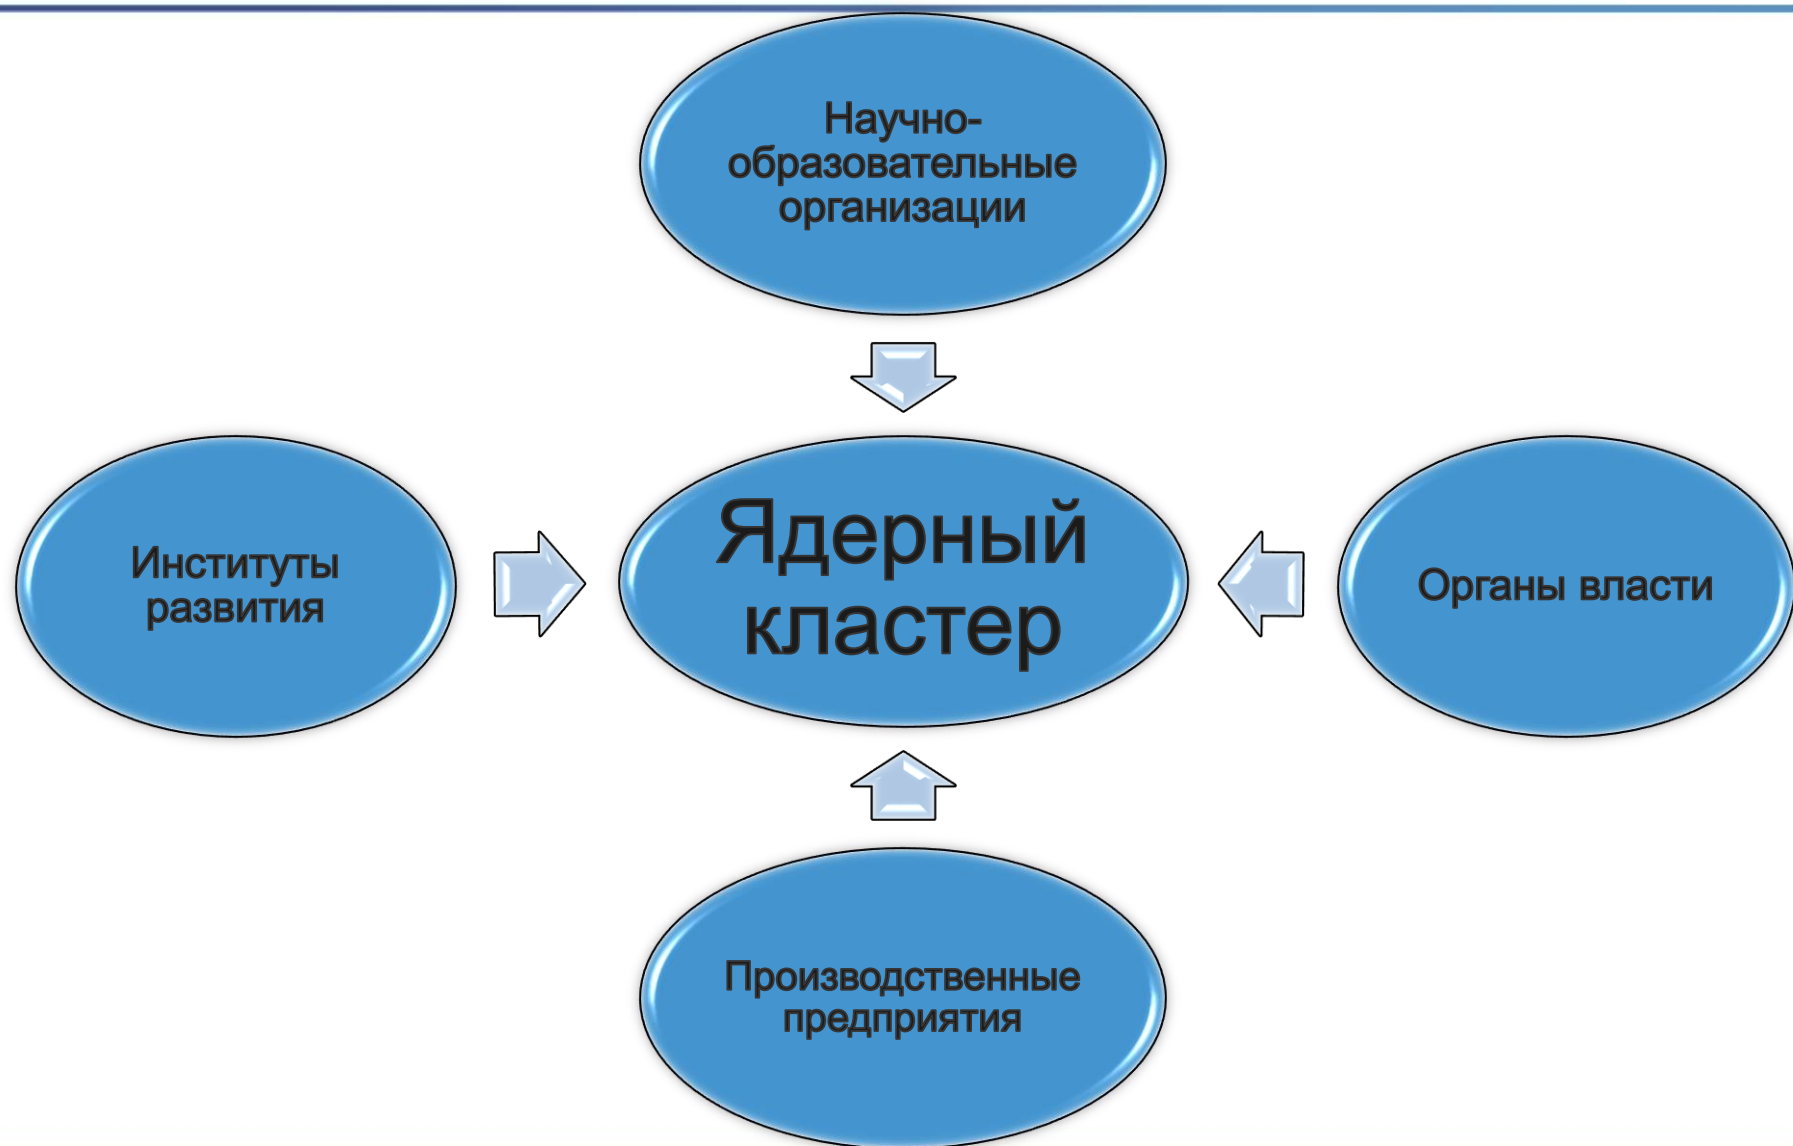 Научно-
образовательные
организации
Институты
развития
Ядерный
кластер
Органы власти
Производственные
предприятия